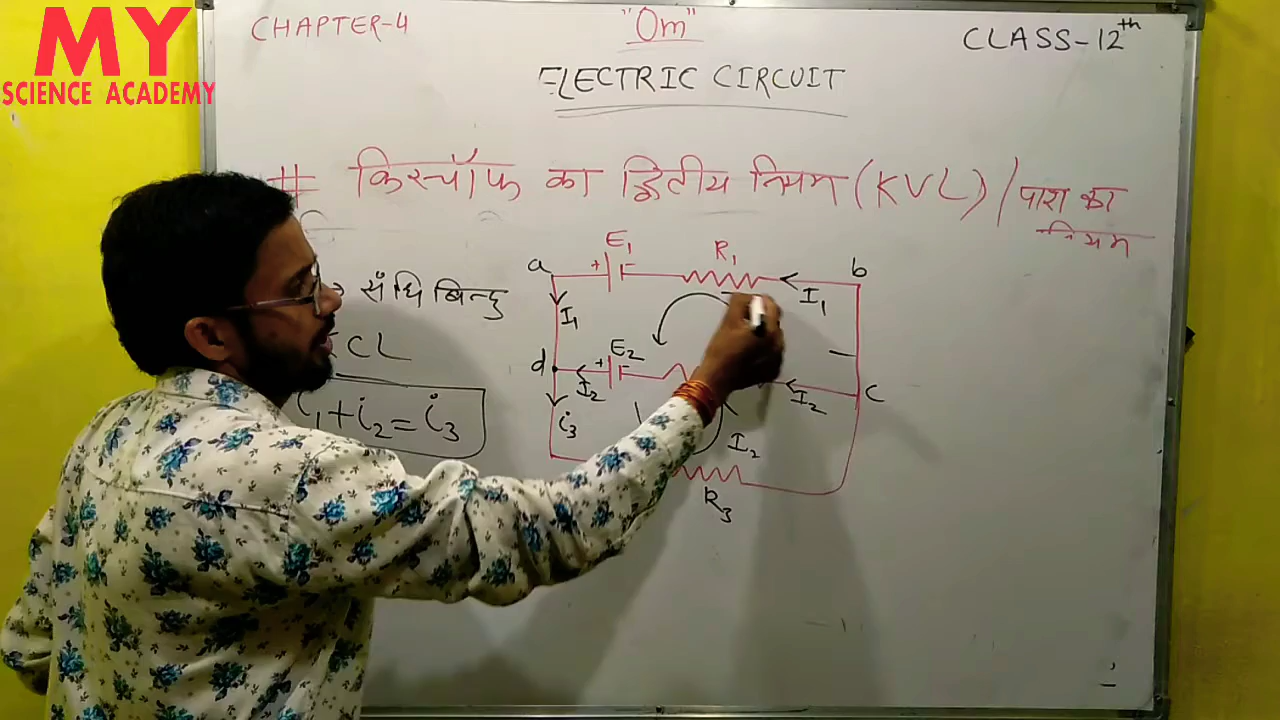 MY
SCIENCE ACADEMY
CHAPTER-4
"Om"
CLASS-12th
ELECTRIC CIRCUIT
# किरचॉफ का द्वितीय नियम (KVL) / पाश का
नियम
संधि बिन्दु
CL
i1+i2=i3
a
E1
+
R1
b
I1
I1
d
+
E2
I2
I2
c
i3
I2
R3